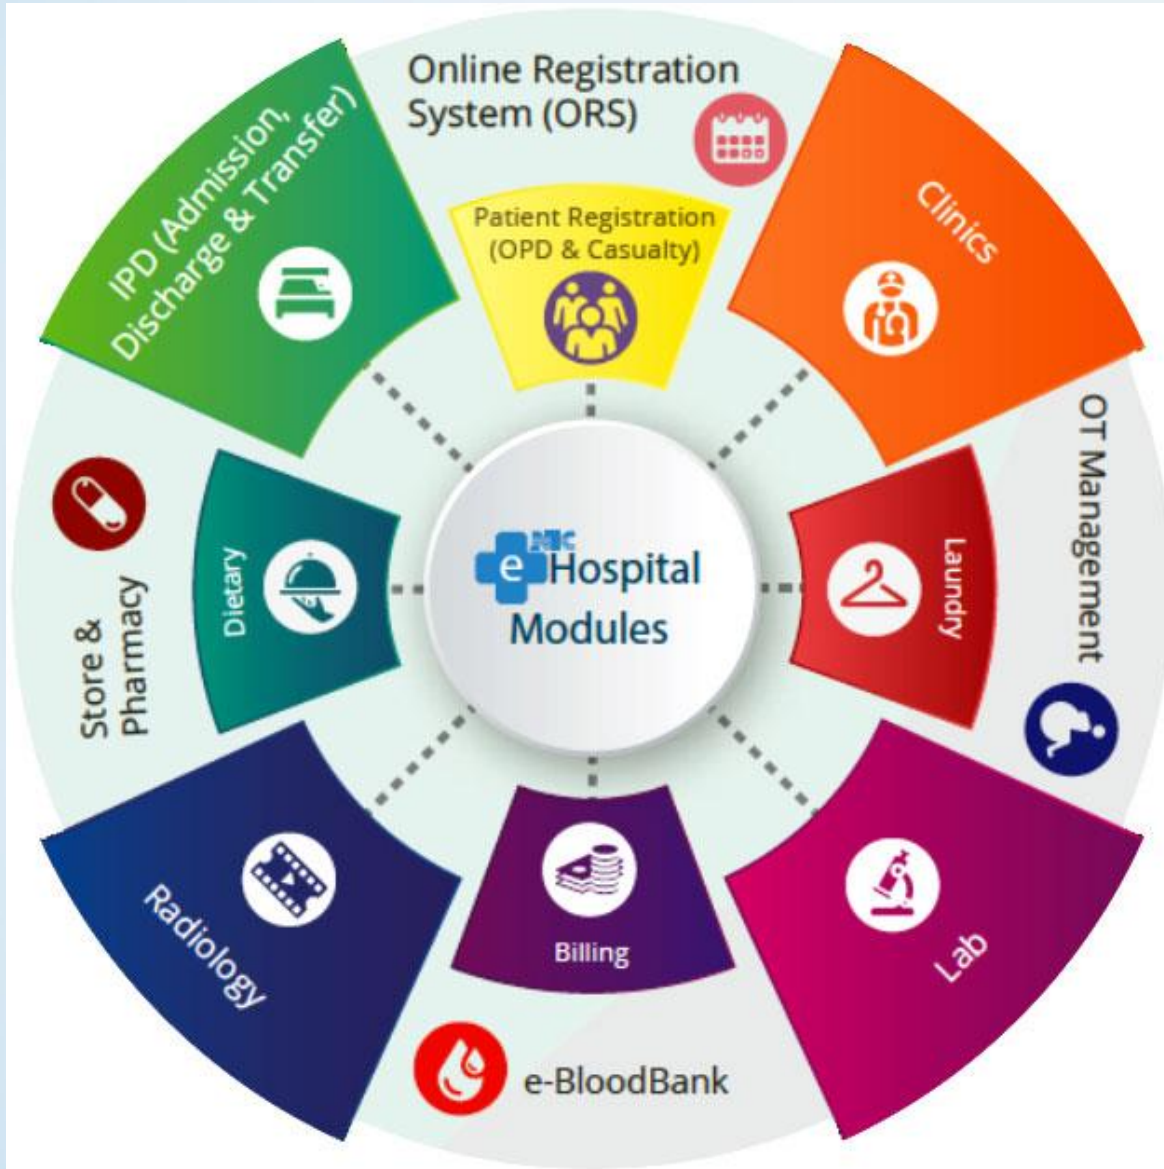 Online Registration
System (ORS)
IPD (Admission,
Discharge & Transfer)
Patient Registration
(OPD & Casualty)
Clinics
OT Management
Store &
Pharmacy
Dietary
NIC
e Hospital
Modules
Laundry
Radiology
Billing
Lab
e-BloodBank